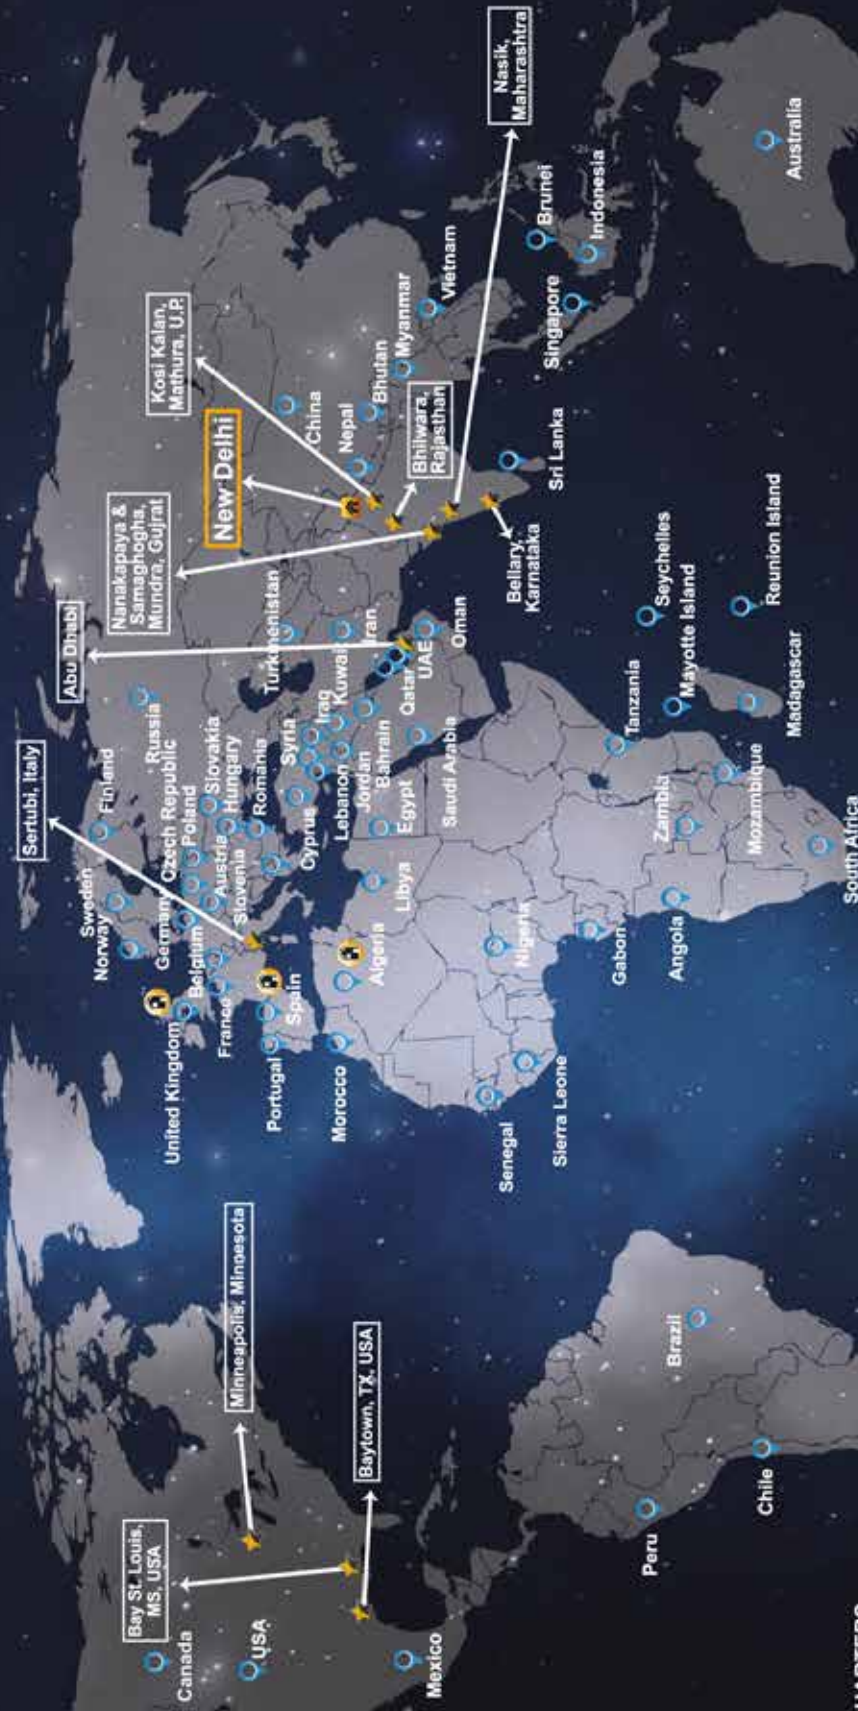 Canada
USA
Mexico
Bay St. Louis,
MS, USA
Minneapolis, Minnesota
Baytown, TX, USA
Peru
Chile
Brazil
Sertubi, Italy
Abu Dhabi
Nanakapaya &
Samaghogha,
Mundra, Gujrat
New Delhi
Kosi Kalan,
Mathura, U.P.
Nasik,
Maharashtra
Bhilwara,
Rajasthan
Bellary,
Karnataka
Norway
Sweden
Finland
Russia
United Kingdom
Belgium
Germany
Czech Republic
Poland
Slovakia
Hungary
Austria
Slovenia
Romania
France
Portugal
Spain
Morocco
Algeria
Libya
Egypt
Cyprus
Syria
Lebanon
Jordan
Iraq
Kuwait
Iran
Turkmenistan
Bahrain
Qatar
UAE
Oman
Saudi Arabia
Senegal
Sierra Leone
Nigeria
Gabon
Angola
Zambia
Tanzania
Mozambique
South Africa
Madagascar
Mayotte Island
Seychelles
Reunion Island
China
Nepal
Bhutan
Myanmar
Vietnam
Sri Lanka
Singapore
Brunei
Indonesia
Australia